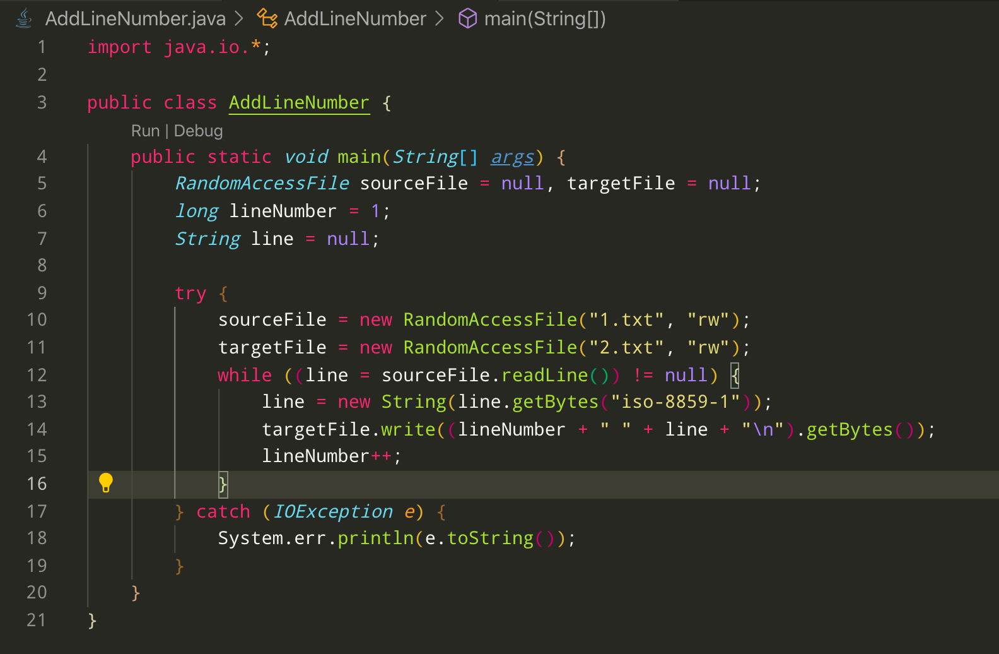 AddLineNumber.java > AddLineNumber > main(String[])
1 import java.io.*;
2
3 public class AddLineNumber {
Run | Debug
4 public static void main(String[] args) {
5 RandomAccessFile sourceFile = null, targetFile = null;
6 long lineNumber = 1;
7 String line = null;
8
9 try {
10 sourceFile = new RandomAccessFile("1.txt", "rw");
11 targetFile = new RandomAccessFile("2.txt", "rw");
12 while ((line = sourceFile.readLine()) != null) {
13 line = new String(line.getBytes("iso-8859-1"));
14 targetFile.write((lineNumber + " " + line + "\n").getBytes());
15 lineNumber++;
16 }
17 } catch (IOException e) {
18 System.err.println(e.toString());
19 }
20 }
21 }